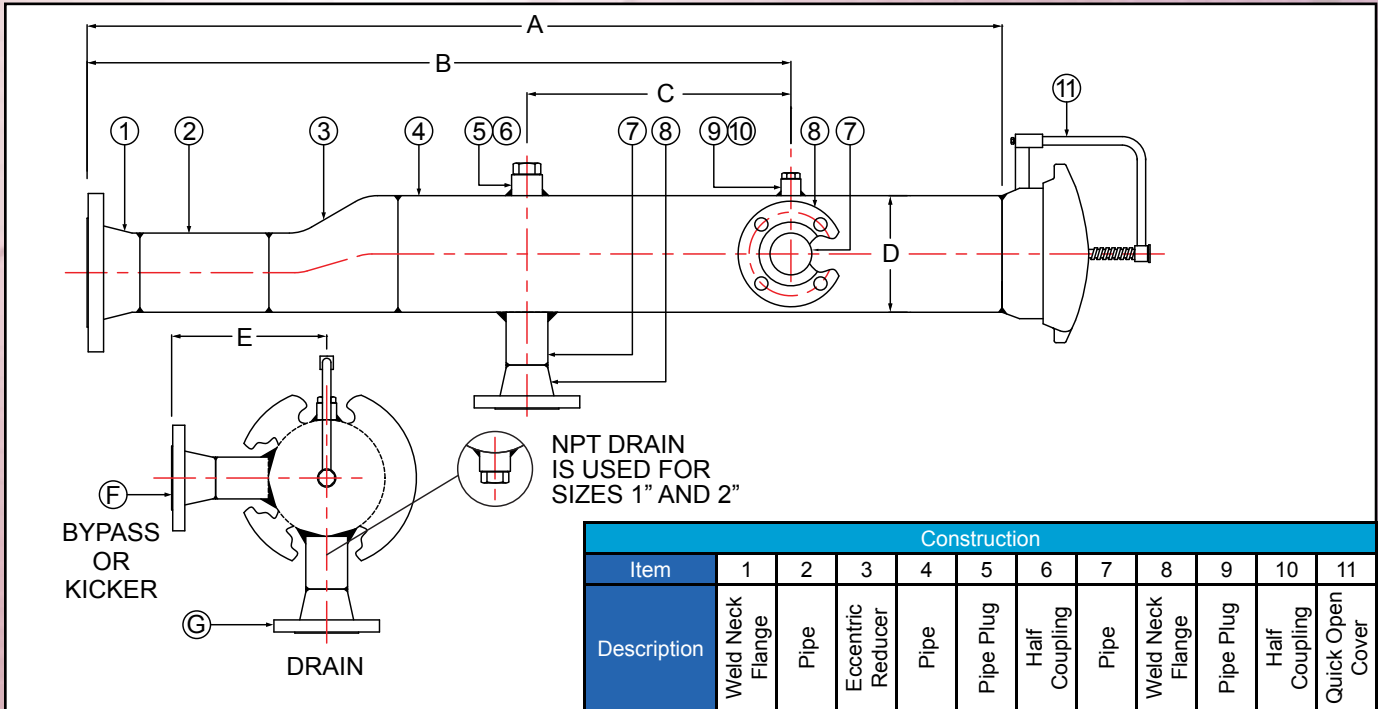 A
B
C
11
1
2
3
4
5 6
7
8
9 10
8
7
D
E
7
8
NPT DRAIN
IS USED FOR
SIZES 1” AND 2”
F
BYPASS
OR
KICKER
G
DRAIN
Construction
Item 1 2 3 4 5 6 7 8 9 10 11
Description Weld Neck Flange Pipe Eccentric Reducer Pipe Pipe Plug Half Coupling Pipe Weld Neck Flange Pipe Plug Half Coupling Quick Open Cover